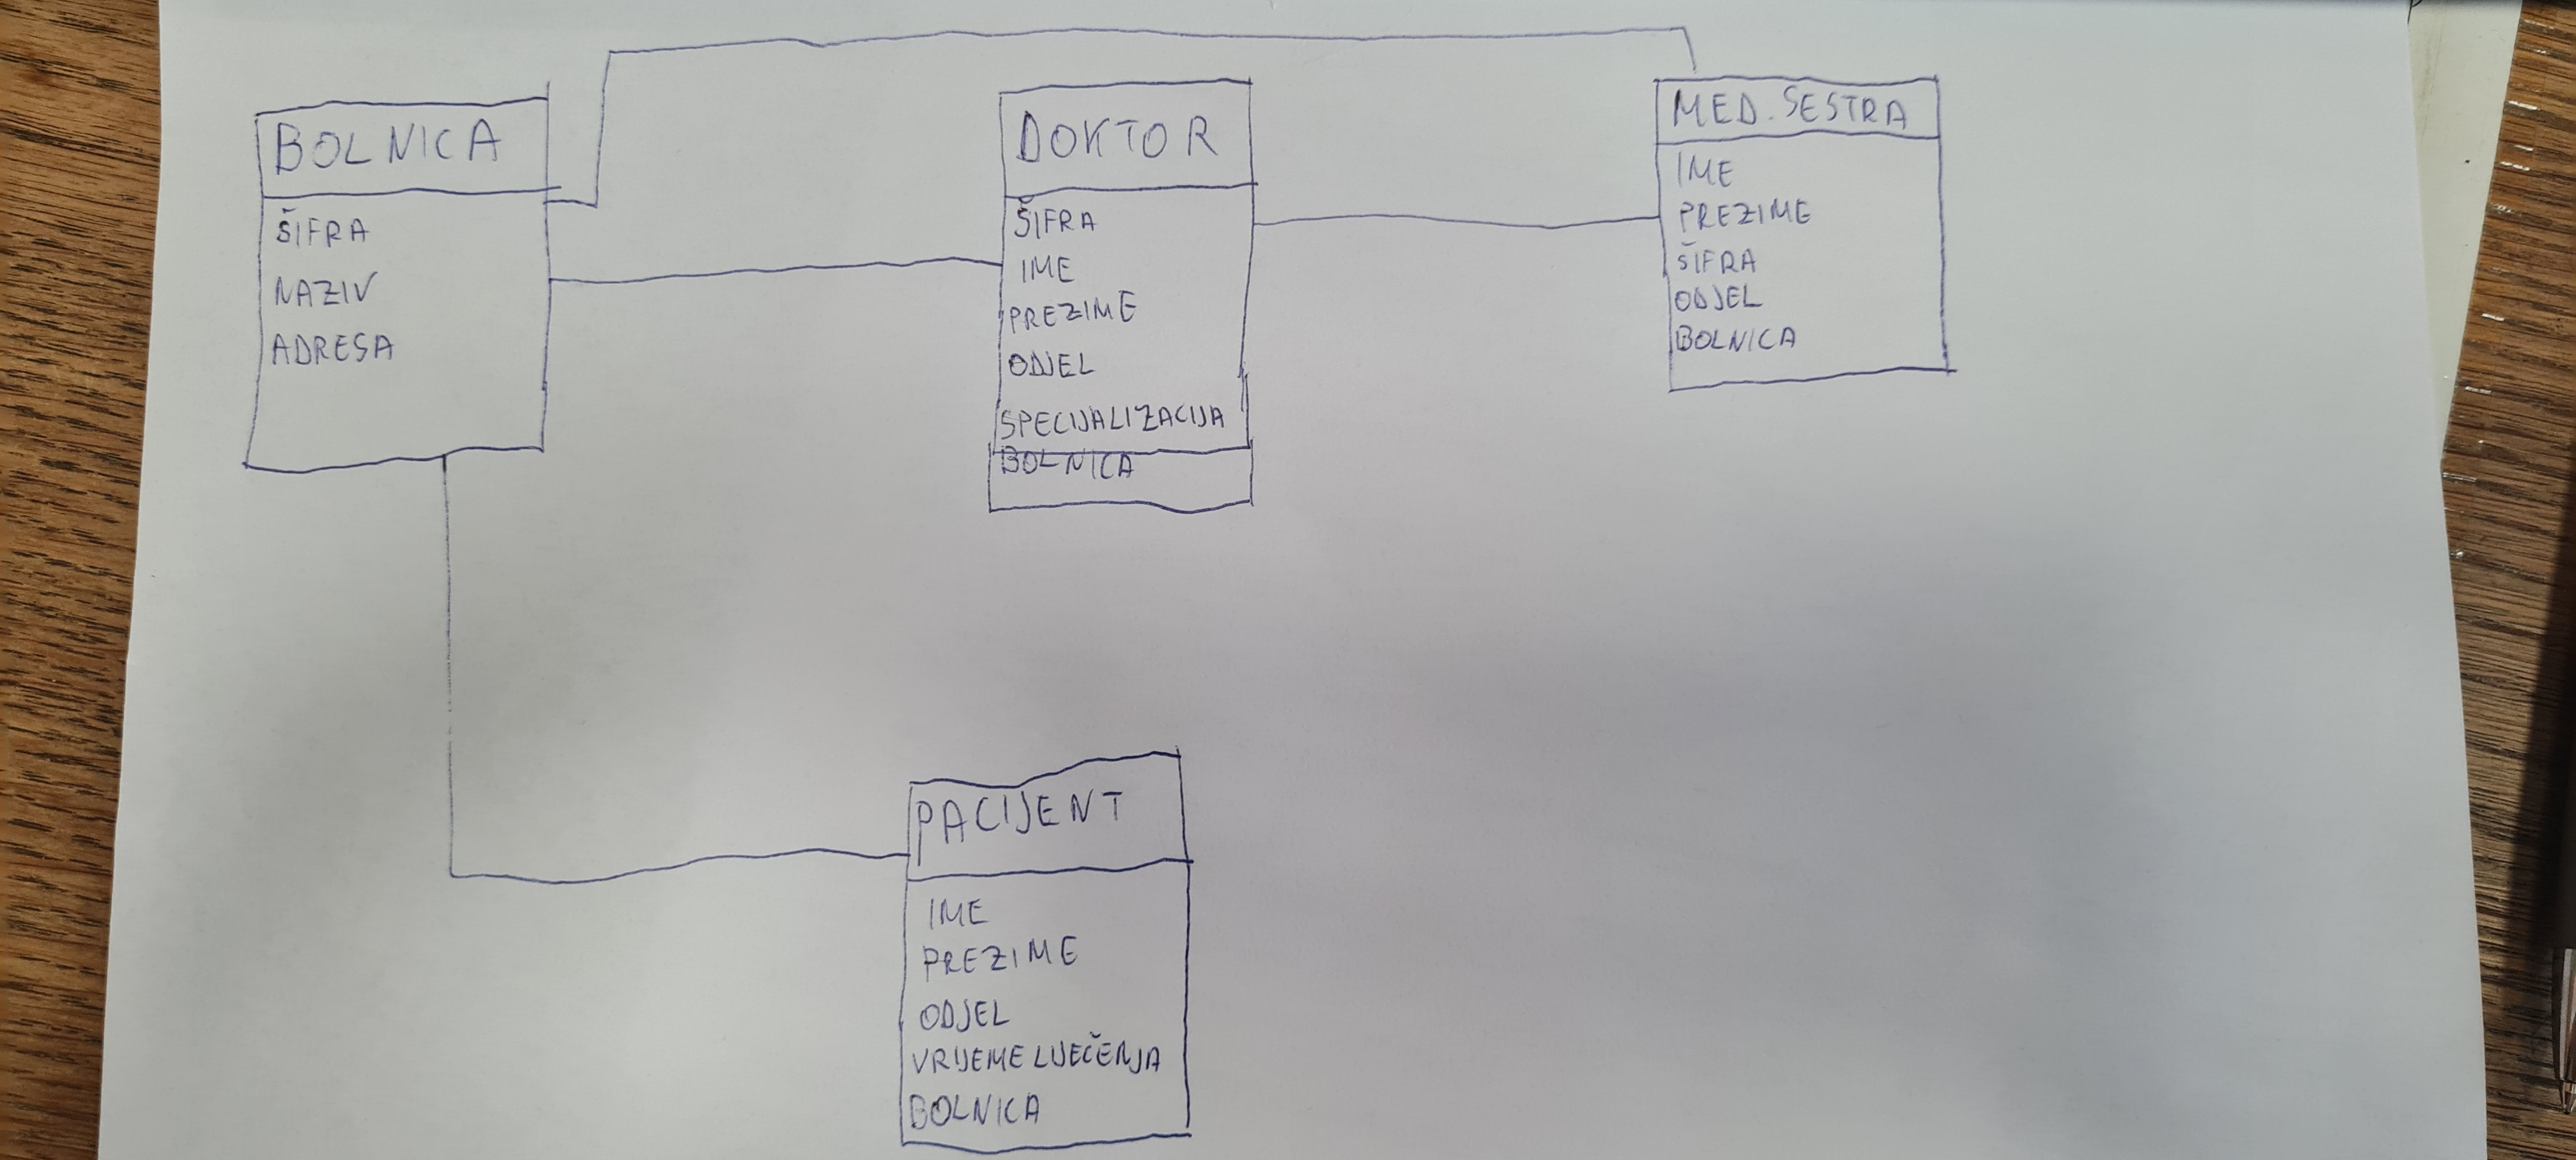 BOLNICA
ŠIFRA
NAZIV
ADRESA
DOKTOR
ŠIFRA
IME
PREZIME
ODJEL
SPECIJALIZACIJA
BOLNICA
MED. SESTRA
IME
PREZIME
ŠIFRA
ODJEL
BOLNICA
PACIJENT
IME
PREZIME
ODJEL
VRIJEME LIJEČENJA
BOLNICA